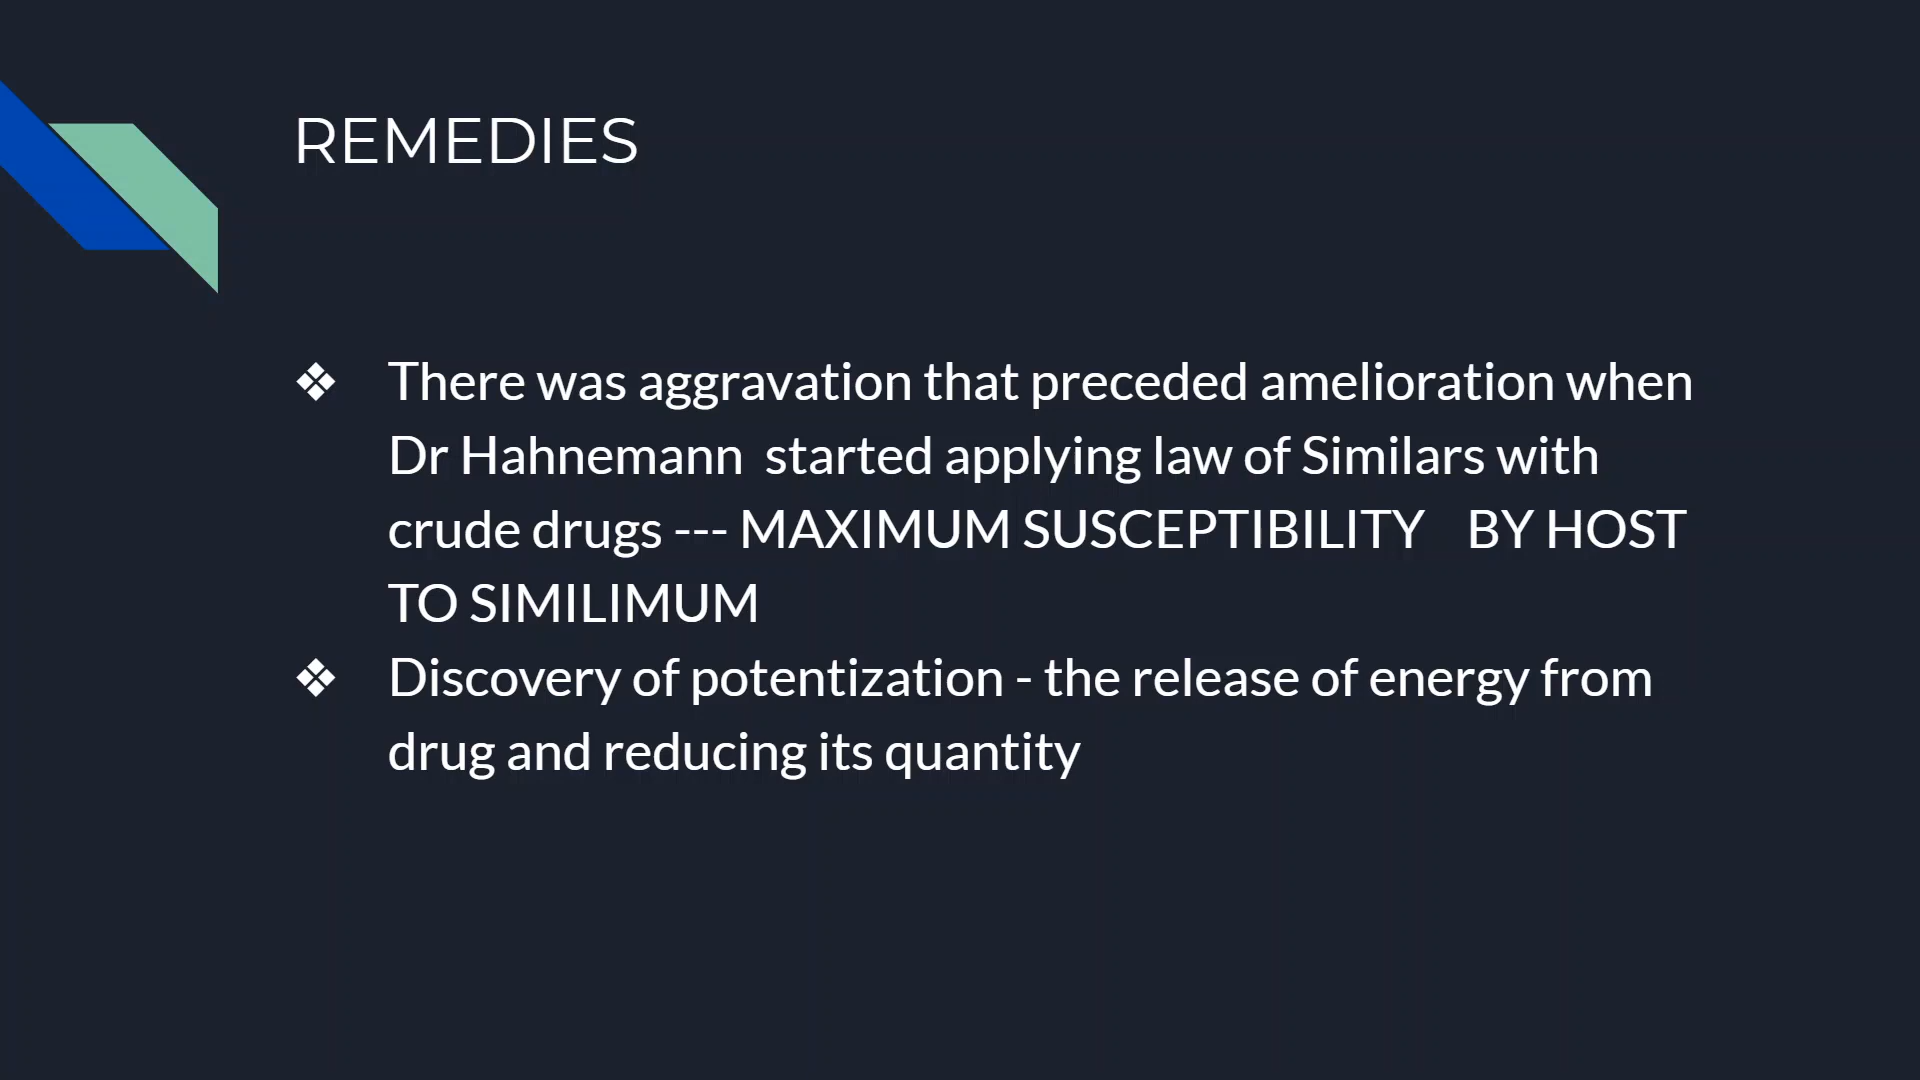 REMEDIES
❖ There was aggravation that preceded amelioration when
Dr Hahnemann  started applying law of Similars with
crude drugs --- MAXIMUM SUSCEPTIBILITY    BY HOST
TO SIMILIMUM
❖ Discovery of potentization - the release of energy from
drug and reducing its quantity